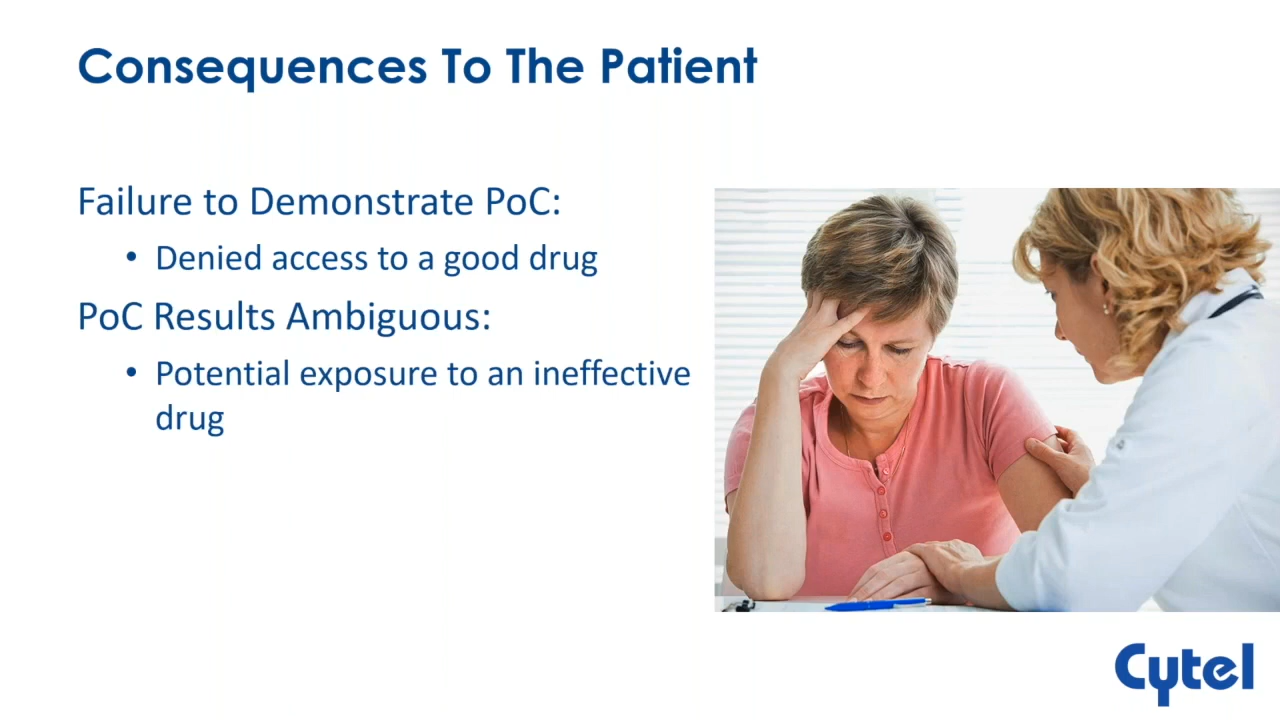 Consequences To The Patient
Failure to Demonstrate PoC:
• Denied access to a good drug
PoC Results Ambiguous:
• Potential exposure to an ineffective
drug
Cytel